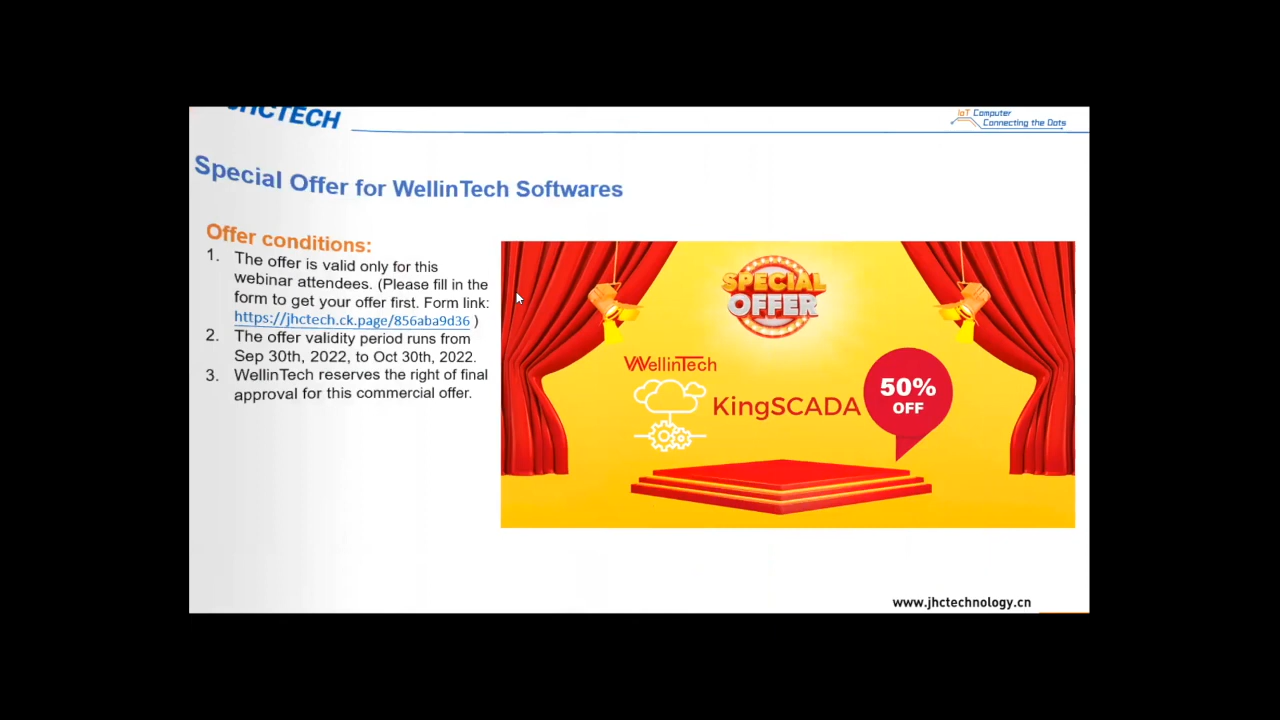 JHCTECH
IoT Computer
Connecting the Dots
Special Offer for WellinTech Softwares
Offer conditions:
1. The offer is valid only for this
webinar attendees. (Please fill in the
form to get your offer first. Form link:
https://jhctech.ck.page/856aba9d36 )
2. The offer validity period runs from
Sep 30th, 2022, to Oct 30th, 2022.
3. WellinTech reserves the right of final
approval for this commercial offer.
SPECIAL
OFFER
WellinTech
KingSCADA
50%
OFF
www.jhctechnology.cn